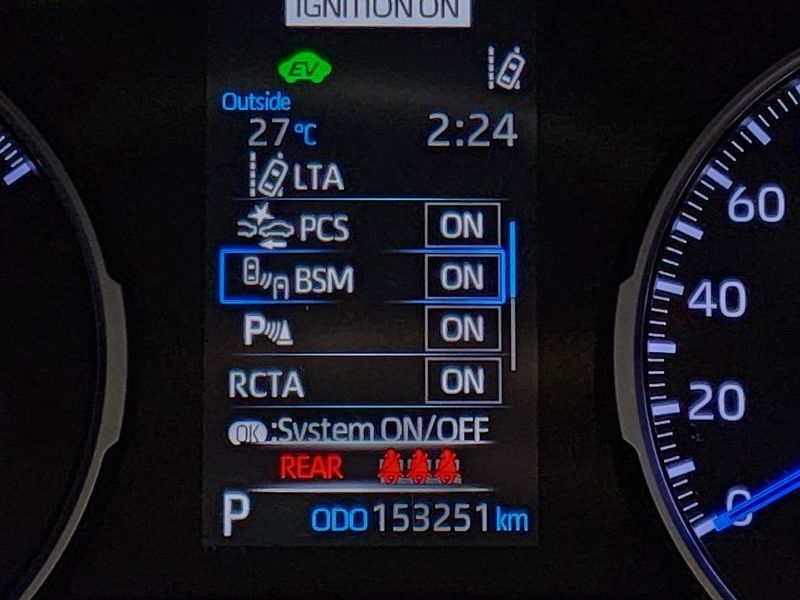 IGNITION ON
EV
Outside
27°C 2:24
LTA
PCS ON
BSM ON
P ON
RCTA ON
OK :System ON/OFF
REAR
P ODO 153251 km
60
40
20
0